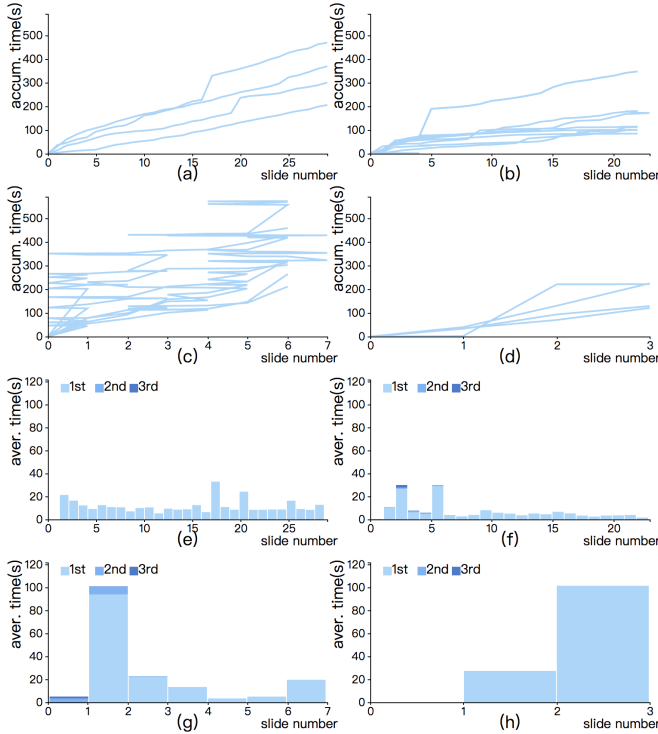 accum. time(s)
500
400
300
200
100
0
0 5 10 15 20 25
slide number
(a)
accum. time(s)
500
400
300
200
100
0
0 5 10 15 20
slide number
(b)
accum. time(s)
500
400
300
200
100
0
0 1 2 3 4 5 6 7
slide number
(c)
accum. time(s)
500
400
300
200
100
0
0 1 2 3
slide number
(d)
aver. time(s)
120
100
80
60
40
20
0
1st 2nd 3rd
0 5 10 15 20 25
slide number
(e)
aver. time(s)
120
100
80
60
40
20
0
1st 2nd 3rd
0 5 10 15 20
slide number
(f)
aver. time(s)
120
100
80
60
40
20
0
1st 2nd 3rd
0 1 2 3 4 5 6 7
slide number
(g)
aver. time(s)
120
100
80
60
40
20
0
1st 2nd 3rd
0 1 2 3
slide number
(h)